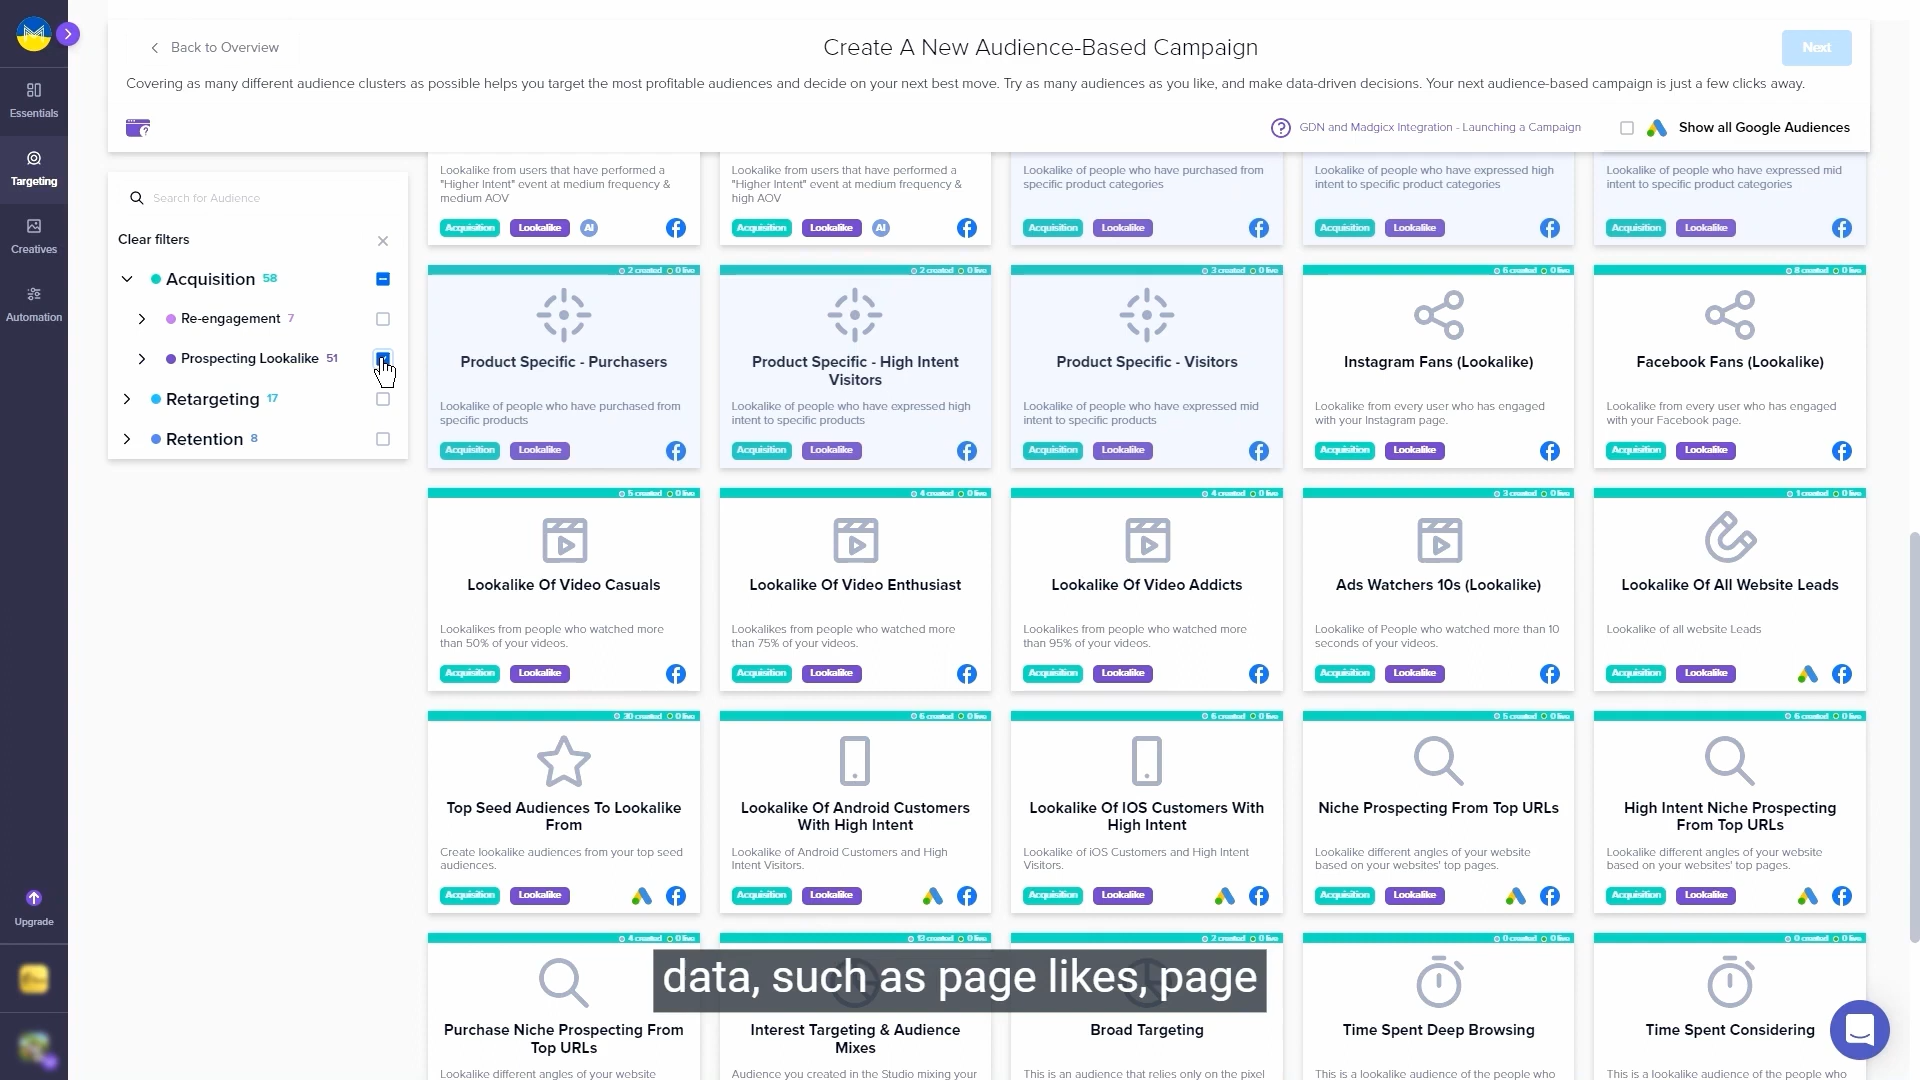 Back to Overview
Create A New Audience-Based Campaign
Next
Covering as many different audience clusters as possible helps you target the most profitable audiences and decide on your next best move. Try as many audiences as you like, and make data-driven decisions. Your next audience-based campaign is just a few clicks away.
GDN and Madgicx Integration - Launching a Campaign
Show all Google Audiences
Essentials
Targeting
Creatives
Automation
Upgrade
Search for Audience
Clear filters
Acquisition 58
Re-engagement 7
Prospecting Lookalike 51
Retargeting 17
Retention 8
Lookalike from users that have performed a
"Higher Intent" event at medium frequency &
medium AOV
Acquisition Lookalike AI
Lookalike from users that have performed a
"Higher Intent" event at medium frequency &
high AOV
Acquisition Lookalike AI
Lookalike of people who have purchased from
specific product categories
Acquisition Lookalike
Lookalike of people who have expressed high
intent to specific product categories
Acquisition Lookalike
Lookalike of people who have expressed mid
intent to specific product categories
Acquisition Lookalike
2 created 0 live
Product Specific - Purchasers
Lookalike of people who have purchased from
specific products
Acquisition Lookalike
2 created 0 live
Product Specific - High Intent
Visitors
Lookalike of people who have expressed high
intent to specific products
Acquisition Lookalike
3 created 0 live
Product Specific - Visitors
Lookalike of people who have expressed mid
intent to specific products
Acquisition Lookalike
6 created 0 live
Instagram Fans (Lookalike)
Lookalike from every user who has engaged
with your Instagram page.
Acquisition Lookalike
8 created 0 live
Facebook Fans (Lookalike)
Lookalike from every user who has engaged
with your Facebook page.
Acquisition Lookalike
5 created 0 live
Lookalike Of Video Casuals
Lookalikes from people who watched more
than 50% of your videos.
Acquisition Lookalike
4 created 0 live
Lookalike Of Video Enthusiast
Lookalikes from people who watched more
than 75% of your videos.
Acquisition Lookalike
4 created 0 live
Lookalike Of Video Addicts
Lookalikes from people who watched more
than 95% of your videos.
Acquisition Lookalike
3 created 0 live
Ads Watchers 10s (Lookalike)
Lookalike of People who watched more than 10
seconds of your videos.
Acquisition Lookalike
1 created 0 live
Lookalike Of All Website Leads
Lookalike of all website Leads
Acquisition Lookalike
30 created 0 live
Top Seed Audiences To Lookalike
From
Create lookalike audiences from your top seed
audiences.
Acquisition Lookalike
6 created 0 live
Lookalike Of Android Customers
With High Intent
Lookalike of Android Customers and High
Intent Visitors.
Acquisition Lookalike
6 created 0 live
Lookalike Of IOS Customers With
High Intent
Lookalike of iOS Customers and High Intent
Visitors.
Acquisition Lookalike
5 created 0 live
Niche Prospecting From Top URLs
Lookalike different angles of your website
based on your websites' top pages.
Acquisition Lookalike
6 created 0 live
High Intent Niche Prospecting
From Top URLs
Lookalike different angles of your website
based on your websites' top pages.
Acquisition Lookalike
4 created 0 live
Purchase Niche Prospecting From
Top URLs
Lookalike different angles of your website
13 created 0 live
Interest Targeting & Audience
Mixes
Audience you created in the Studio mixing your
2 created 0 live
Broad Targeting
This is an audience that relies only on the pixel
0 created 0 live
Time Spent Deep Browsing
This is a lookalike audience of the people who
0 created 0 live
Time Spent Considering
This is a lookalike audience of the people who
data, such as page likes, page